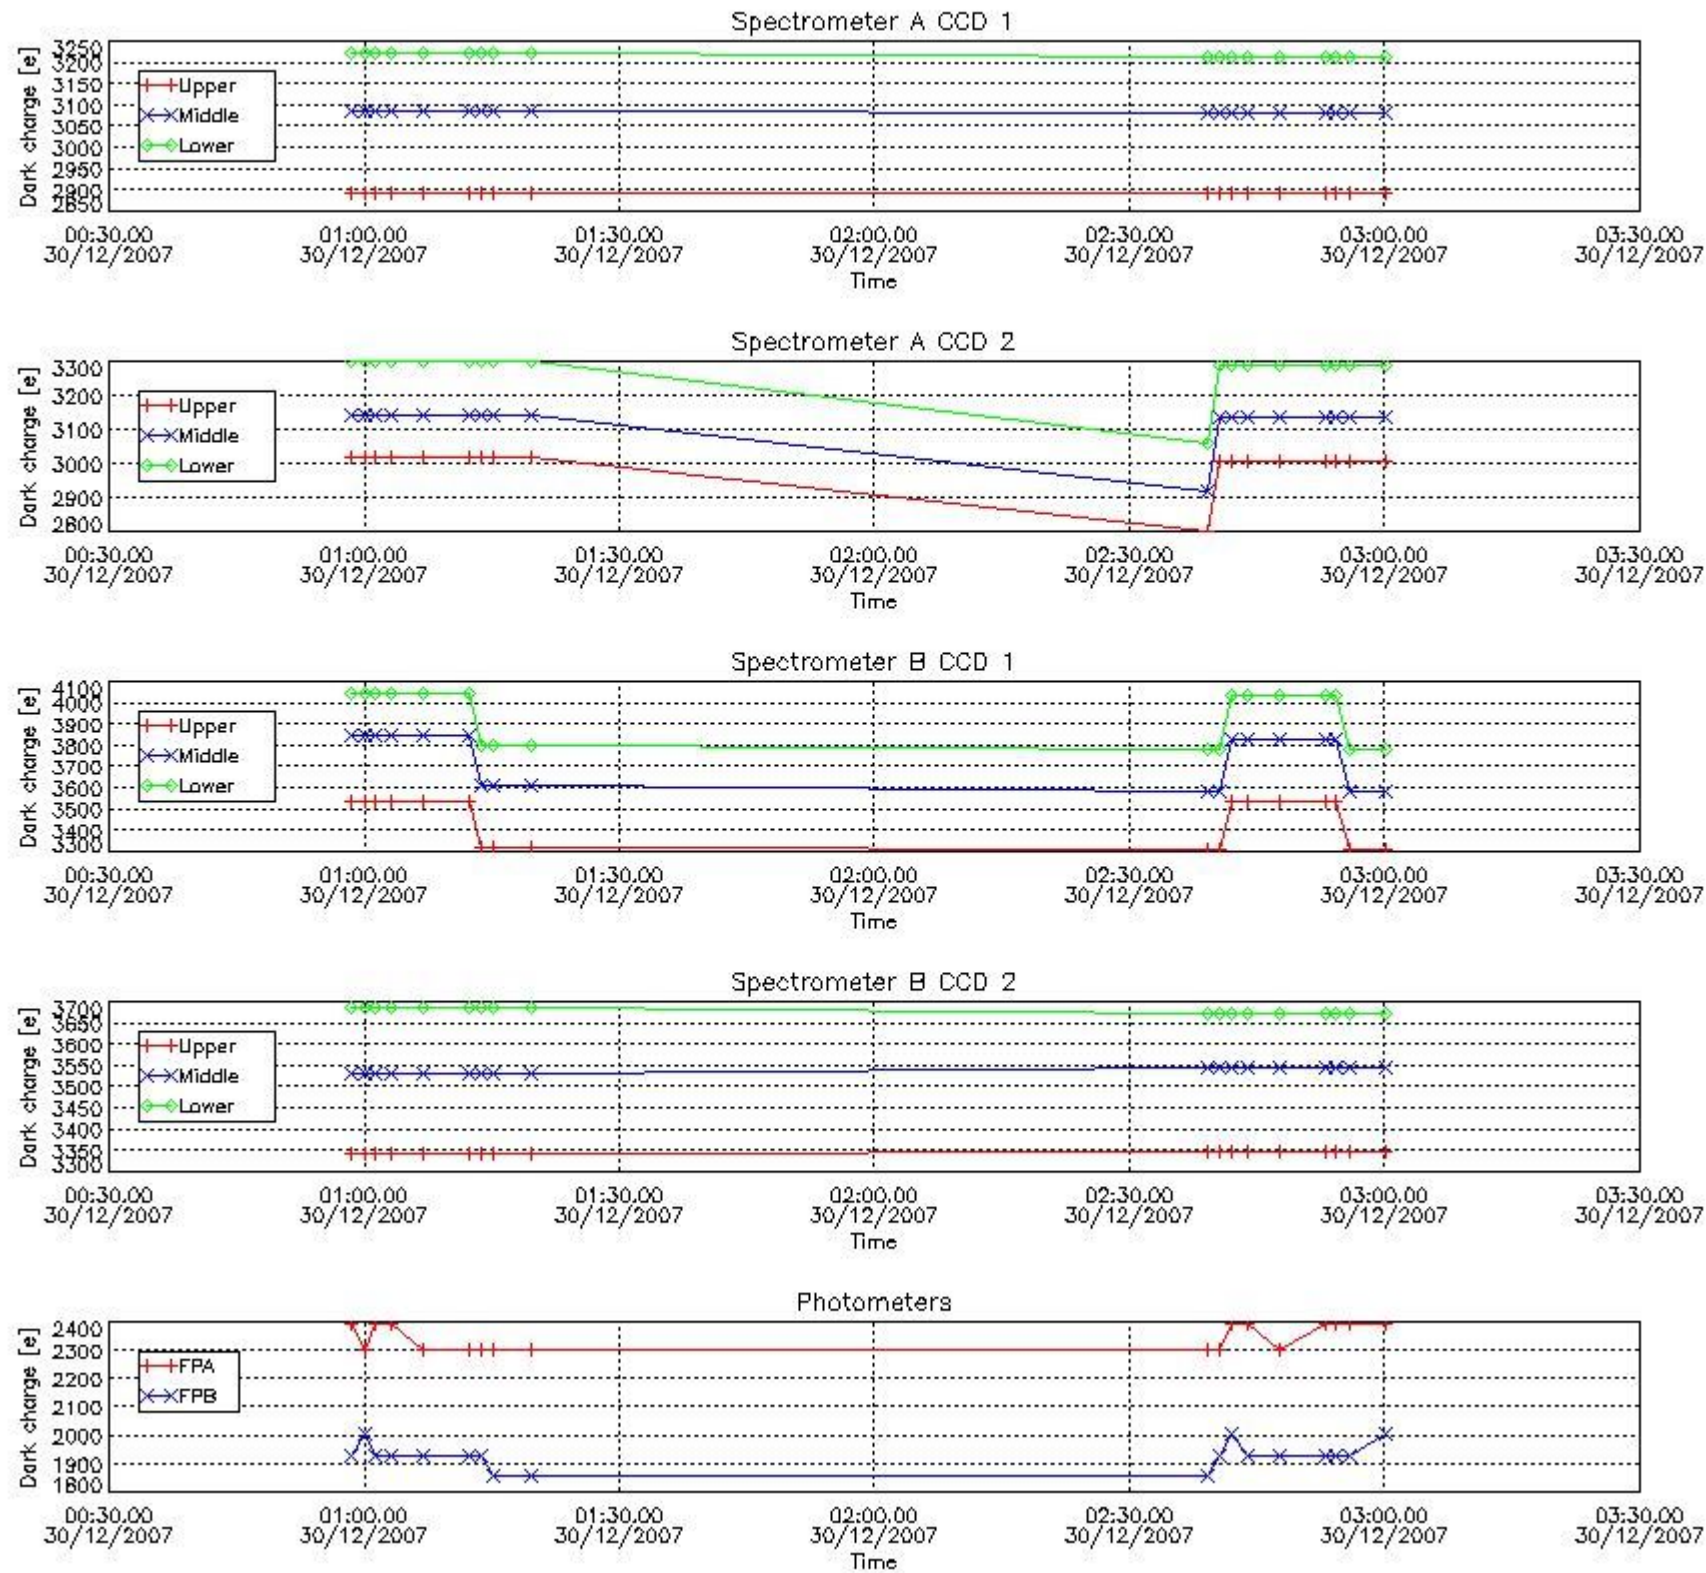 Spectrometer A CCD 1
Dark charge [e]
3250
3200
3150
3100
3050
3000
2950
2900
2850
Upper
Middle
Lower
00:30.00 01:00.00 01:30.00 02:00.00 02:30.00 03:00.00 03:30.00
30/12/2007 30/12/2007 30/12/2007 30/12/2007 30/12/2007 30/12/2007 30/12/2007
Time
Spectrometer A CCD 2
Dark charge [e]
3300
3200
3100
3000
2900
2800
Upper
Middle
Lower
00:30.00 01:00.00 01:30.00 02:00.00 02:30.00 03:00.00 03:30.00
30/12/2007 30/12/2007 30/12/2007 30/12/2007 30/12/2007 30/12/2007 30/12/2007
Time
Spectrometer B CCD 1
Dark charge [e]
4100
4000
3900
3800
3700
3600
3500
3400
3300
Upper
Middle
Lower
00:30.00 01:00.00 01:30.00 02:00.00 02:30.00 03:00.00 03:30.00
30/12/2007 30/12/2007 30/12/2007 30/12/2007 30/12/2007 30/12/2007 30/12/2007
Time
Spectrometer B CCD 2
Dark charge [e]
3700
3650
3600
3550
3500
3450
3400
3350
3300
Upper
Middle
Lower
00:30.00 01:00.00 01:30.00 02:00.00 02:30.00 03:00.00 03:30.00
30/12/2007 30/12/2007 30/12/2007 30/12/2007 30/12/2007 30/12/2007 30/12/2007
Time
Photometers
Dark charge [e]
2400
2300
2200
2100
2000
1900
1800
FPA
FPB
00:30.00 01:00.00 01:30.00 02:00.00 02:30.00 03:00.00 03:30.00
30/12/2007 30/12/2007 30/12/2007 30/12/2007 30/12/2007 30/12/2007 30/12/2007
Time